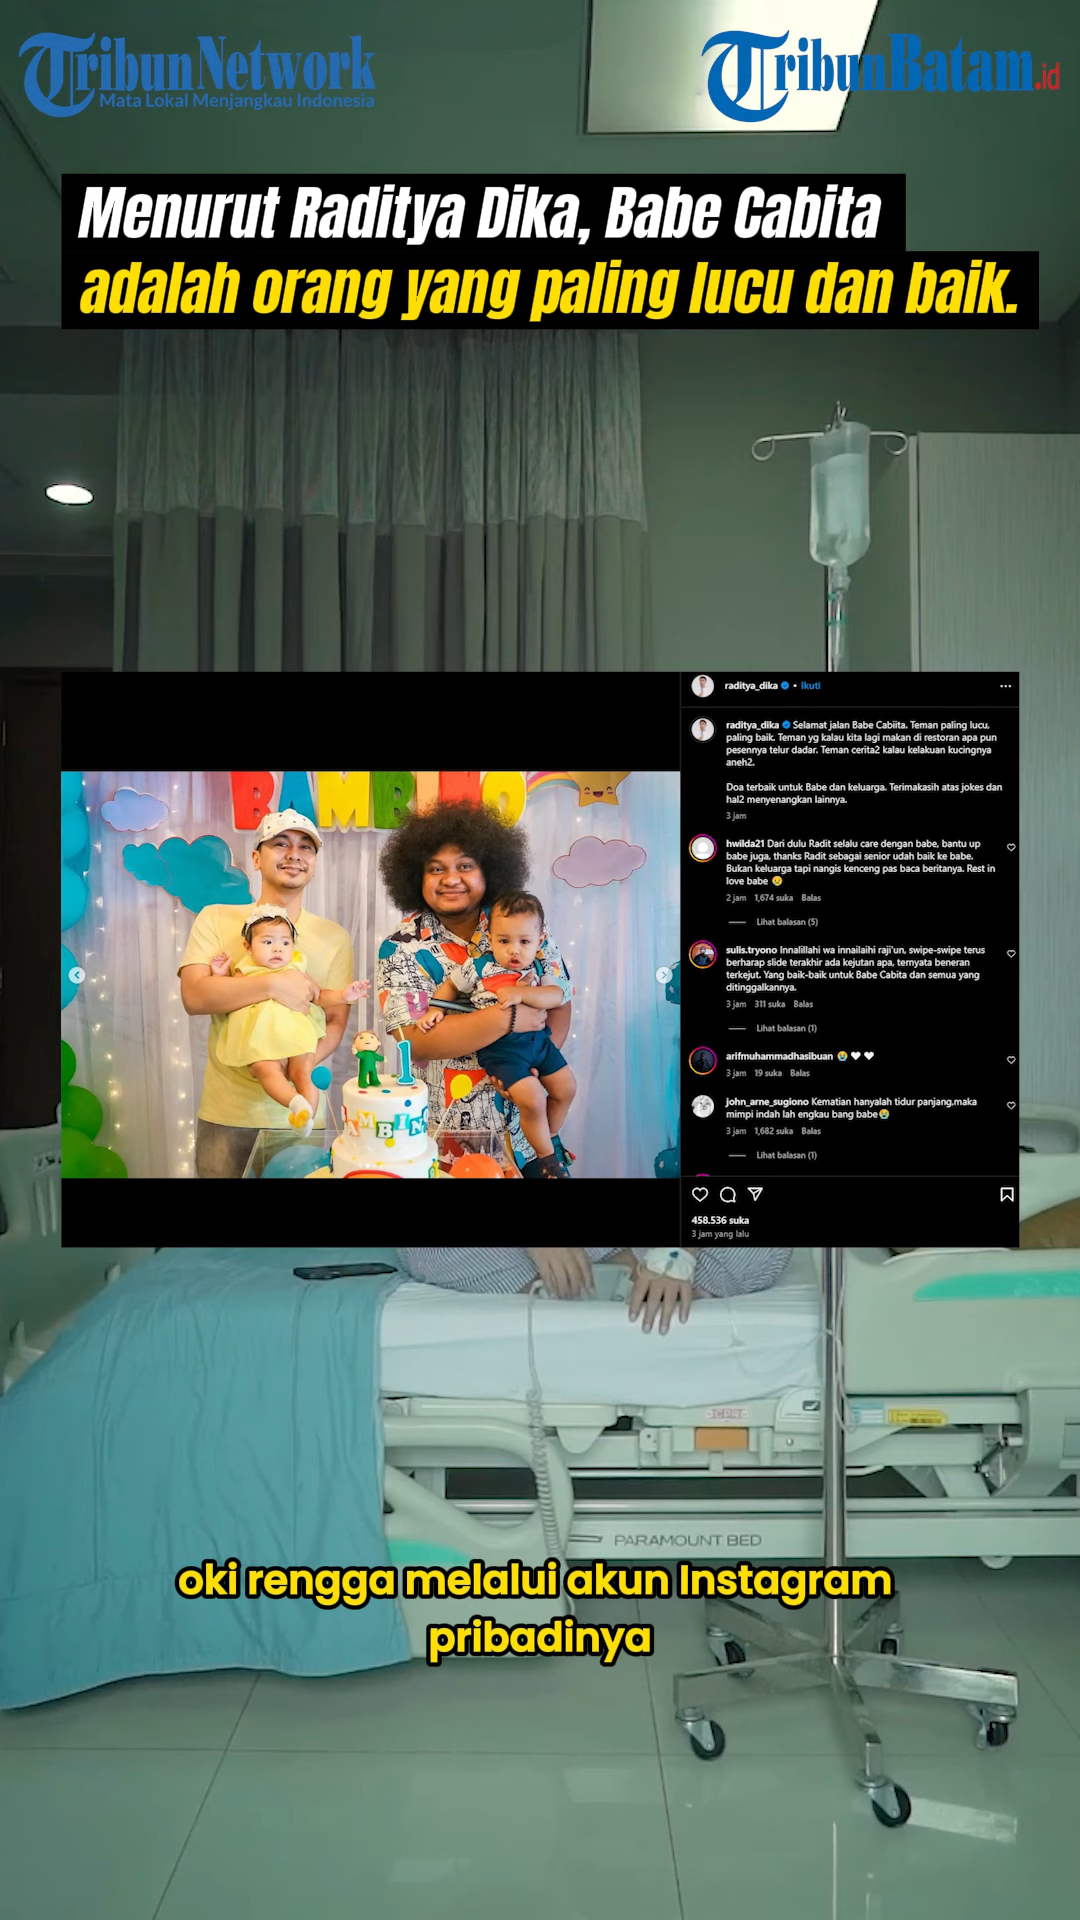 TribunNetwork
Mata Lokal Menjangkau Indonesia
TribunBatam.id
Menurut Raditya Dika, Babe Cabita
adalah orang yang paling lucu dan baik.
raditya_dika • Ikuti
raditya_dika Selamat jalan Babe Cabiita. Teman paling lucu,
paling baik. Teman yg kalau kita lagi makan di restoran apa pun
pesennya telur dadar. Teman cerita2 kalau kelakuan kucingnya
aneh2.
Doa terbaik untuk Babe dan keluarga. Terimakasih atas jokes dan
hal2 menyenangkan lainnya.
3 jam
hwilda21 Dari dulu Radit selalu care dengan babe, bantu up
babe juga, thanks Radit sebagai senior udah baik ke babe.
Bukan keluarga tapi nangis kenceng pas baca beritanya. Rest in
love babe 😢
2 jam 1,674 suka Balas
Lihat balasan (5)
sulis.tryono Innalillahi wa innailaihi raji'un, swipe-swipe terus
berharap slide terakhir ada kejutan apa, ternyata beneran
terkejut. Yang baik-baik untuk Babe Cabita dan semua yang
ditinggalkannya.
3 jam 311 suka Balas
Lihat balasan (1)
arifmuhammadhasibuan 😭 🤍 🤍
3 jam 19 suka Balas
john_arne_sugiono Kematian hanyalah tidur panjang,maka
mimpi indah lah engkau bang babe😭
3 jam 1,682 suka Balas
Lihat balasan (1)
458.536 suka
3 jam yang lalu
BAMBINO
1
AMBIN
CPR
PARAMOUNT BED
oki rengga melalui akun Instagram
pribadinya